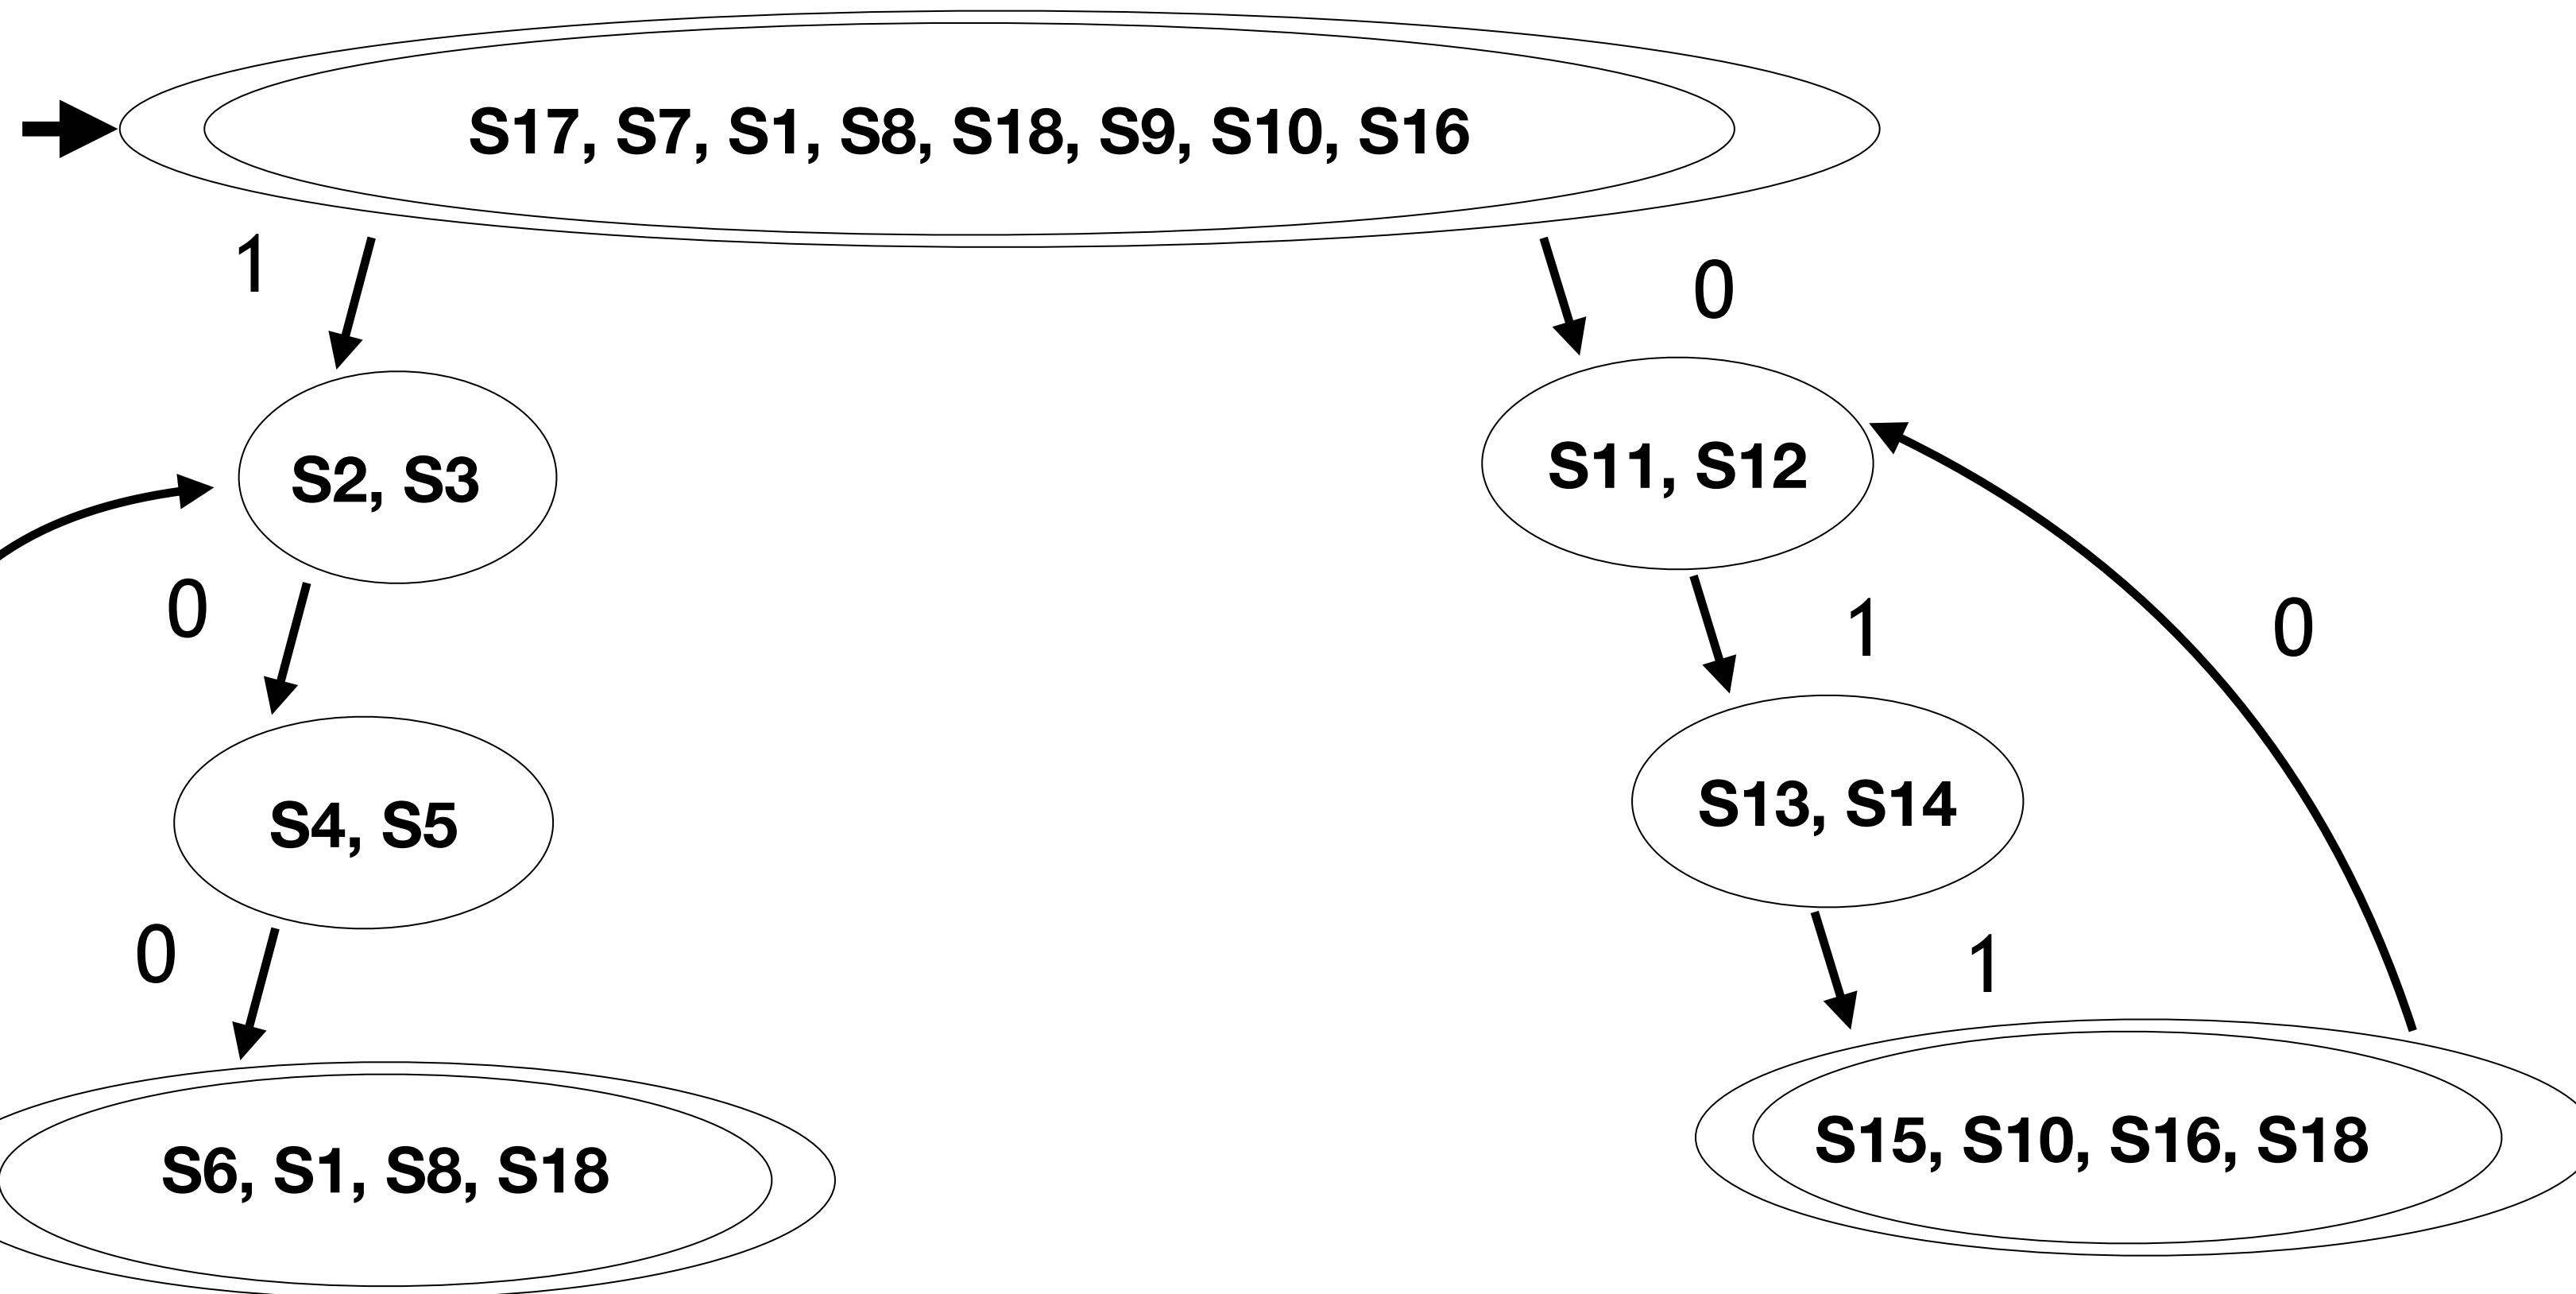 S17, S7, S1, S8, S18, S9, S10, S16
1
0
S2, S3
S11, S12
0
1
0
S4, S5
S13, S14
0
1
S6, S1, S8, S18
S15, S10, S16, S18